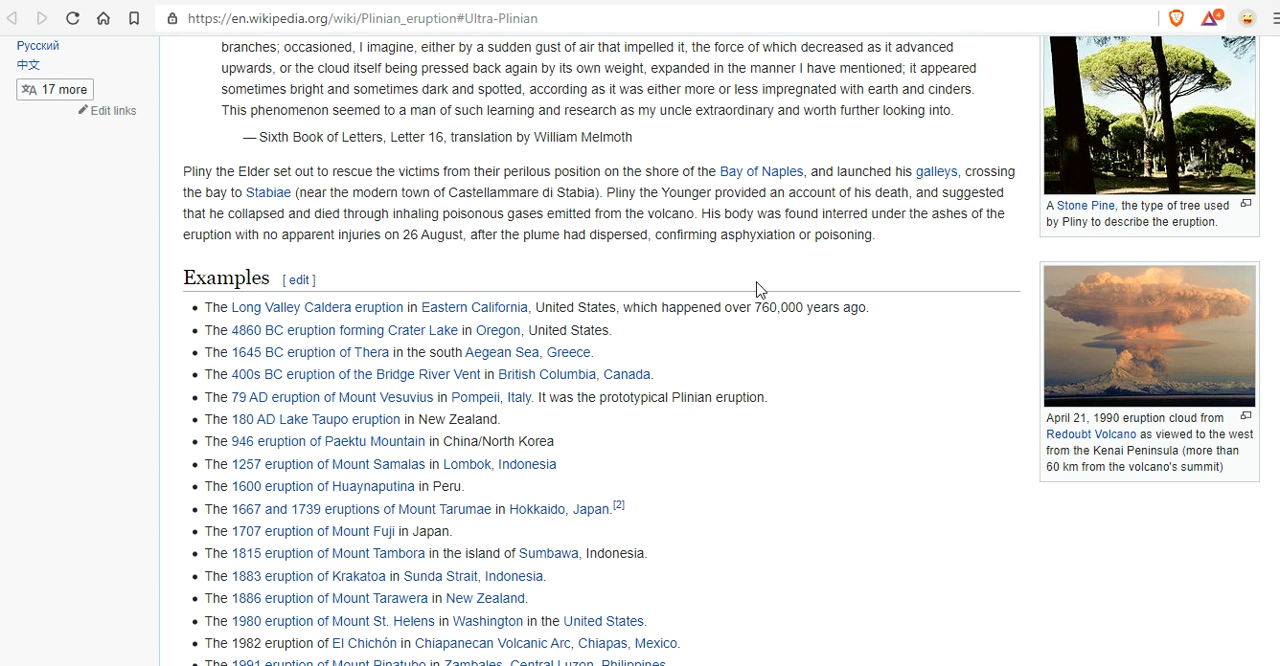 https://en.wikipedia.org/wiki/Plinian_eruption#Ultra-Plinian
4
Русский
中文
17 more
Edit links
branches; occasioned, I imagine, either by a sudden gust of air that impelled it, the force of which decreased as it advanced
upwards, or the cloud itself being pressed back again by its own weight, expanded in the manner I have mentioned; it appeared
sometimes bright and sometimes dark and spotted, according as it was either more or less impregnated with earth and cinders.
This phenomenon seemed to a man of such learning and research as my uncle extraordinary and worth further looking into.
— Sixth Book of Letters, Letter 16, translation by William Melmoth
Pliny the Elder set out to rescue the victims from their perilous position on the shore of the Bay of Naples, and launched his galleys, crossing
the bay to Stabiae (near the modern town of Castellammare di Stabia). Pliny the Younger provided an account of his death, and suggested
that he collapsed and died through inhaling poisonous gases emitted from the volcano. His body was found interred under the ashes of the
eruption with no apparent injuries on 26 August, after the plume had dispersed, confirming asphyxiation or poisoning.
Examples [ edit ]
• The Long Valley Caldera eruption in Eastern California, United States, which happened over 760,000 years ago.
• The 4860 BC eruption forming Crater Lake in Oregon, United States.
• The 1645 BC eruption of Thera in the south Aegean Sea, Greece.
• The 400s BC eruption of the Bridge River Vent in British Columbia, Canada.
• The 79 AD eruption of Mount Vesuvius in Pompeii, Italy. It was the prototypical Plinian eruption.
• The 180 AD Lake Taupo eruption in New Zealand.
• The 946 eruption of Paektu Mountain in China/North Korea
• The 1257 eruption of Mount Samalas in Lombok, Indonesia
• The 1600 eruption of Huaynaputina in Peru.
• The 1667 and 1739 eruptions of Mount Tarumae in Hokkaido, Japan.[2]
• The 1707 eruption of Mount Fuji in Japan.
• The 1815 eruption of Mount Tambora in the island of Sumbawa, Indonesia.
• The 1883 eruption of Krakatoa in Sunda Strait, Indonesia.
• The 1886 eruption of Mount Tarawera in New Zealand.
• The 1980 eruption of Mount St. Helens in Washington in the United States.
• The 1982 eruption of El Chichón in Chiapanecan Volcanic Arc, Chiapas, Mexico.
• The 1991 eruption of Mount Pinatubo in Zambales, Central Luzon, Philippines
A Stone Pine, the type of tree used
by Pliny to describe the eruption.
April 21, 1990 eruption cloud from
Redoubt Volcano as viewed to the west
from the Kenai Peninsula (more than
60 km from the volcano's summit)